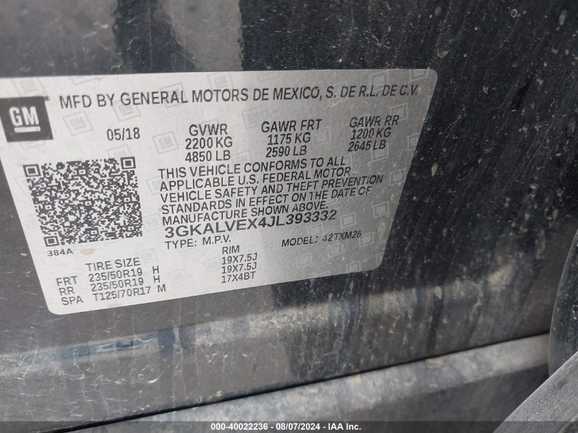 GM
MFD BY GENERAL MOTORS DE MEXICO, S. DE R.L. DE C.V.
05/18 GVWR GAWR FRT GAWR RR
2200 KG 1175 KG 1200 KG
4850 LB 2590 LB 2645 LB
THIS VEHICLE CONFORMS TO ALL
APPLICABLE U.S. FEDERAL MOTOR
VEHICLE SAFETY AND THEFT PREVENTION
STANDARDS IN EFFECT ON THE DATE OF
MANUFACTURE SHOWN ABOVE.
3GKALVEX4JL393332
384A TYPE: M.P.V. MODEL: 42TXM26
TIRE SIZE RIM
FRT 235/50R19 H 19X7.5J
RR 235/50R19 H 19X7.5J
SPA T125/70R17 M 17X4BT
000-40022236 - 08/07/2024 - IAA Inc.